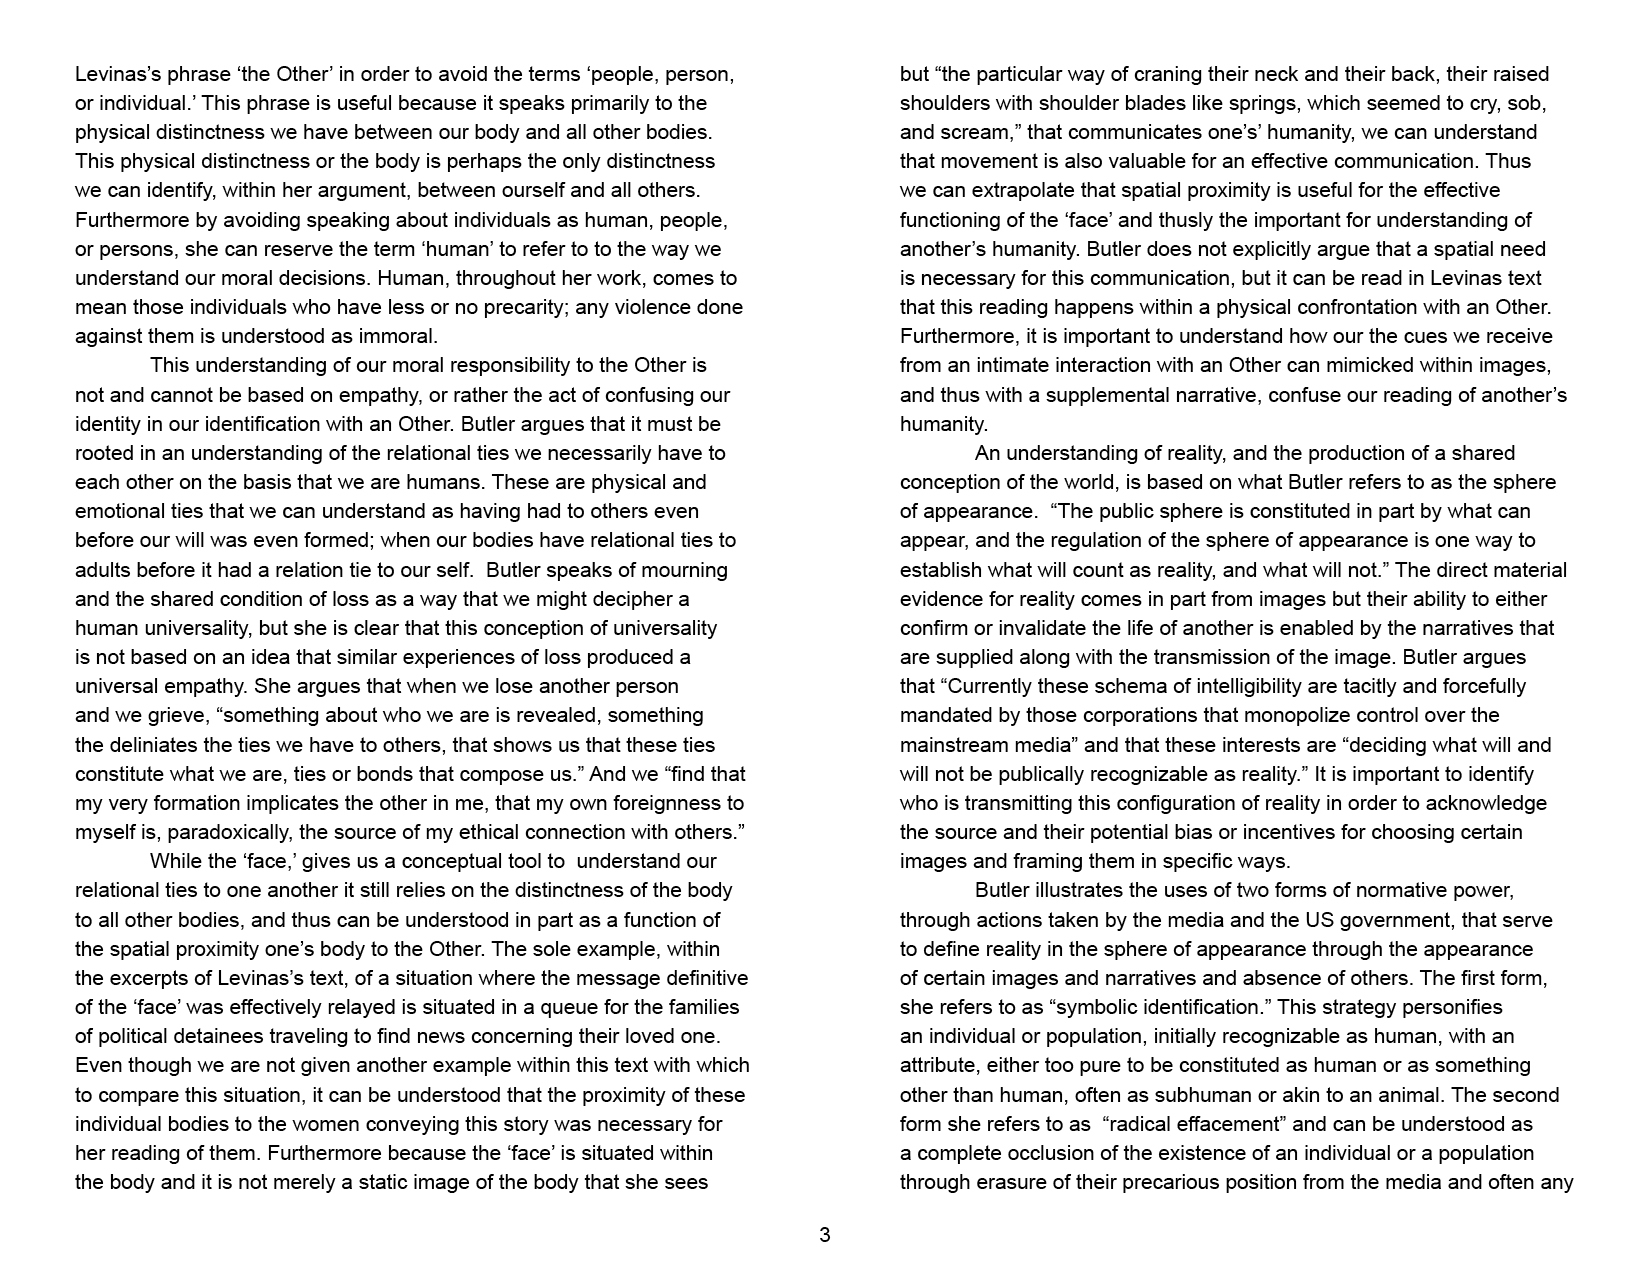 Levinas’s phrase ‘the Other’ in order to avoid the terms ‘people, person,
or individual.’ This phrase is useful because it speaks primarily to the
physical distinctness we have between our body and all other bodies.
This physical distinctness or the body is perhaps the only distinctness
we can identify, within her argument, between ourself and all others.
Furthermore by avoiding speaking about individuals as human, people,
or persons, she can reserve the term ‘human’ to refer to to the way we
understand our moral decisions. Human, throughout her work, comes to
mean those individuals who have less or no precarity; any violence done
against them is understood as immoral.
This understanding of our moral responsibility to the Other is
not and cannot be based on empathy, or rather the act of confusing our
identity in our identification with an Other. Butler argues that it must be
rooted in an understanding of the relational ties we necessarily have to
each other on the basis that we are humans. These are physical and
emotional ties that we can understand as having had to others even
before our will was even formed; when our bodies have relational ties to
adults before it had a relation tie to our self.  Butler speaks of mourning
and the shared condition of loss as a way that we might decipher a
human universality, but she is clear that this conception of universality
is not based on an idea that similar experiences of loss produced a
universal empathy. She argues that when we lose another person
and we grieve, “something about who we are is revealed, something
the deliniates the ties we have to others, that shows us that these ties
constitute what we are, ties or bonds that compose us.” And we “find that
my very formation implicates the other in me, that my own foreignness to
myself is, paradoxically, the source of my ethical connection with others.”
While the ‘face,’ gives us a conceptual tool to  understand our
relational ties to one another it still relies on the distinctness of the body
to all other bodies, and thus can be understood in part as a function of
the spatial proximity one’s body to the Other. The sole example, within
the excerpts of Levinas’s text, of a situation where the message definitive
of the ‘face’ was effectively relayed is situated in a queue for the families
of political detainees traveling to find news concerning their loved one.
Even though we are not given another example within this text with which
to compare this situation, it can be understood that the proximity of these
individual bodies to the women conveying this story was necessary for
her reading of them. Furthermore because the ‘face’ is situated within
the body and it is not merely a static image of the body that she sees
but “the particular way of craning their neck and their back, their raised
shoulders with shoulder blades like springs, which seemed to cry, sob,
and scream,” that communicates one’s’ humanity, we can understand
that movement is also valuable for an effective communication. Thus
we can extrapolate that spatial proximity is useful for the effective
functioning of the ‘face’ and thusly the important for understanding of
another’s humanity. Butler does not explicitly argue that a spatial need
is necessary for this communication, but it can be read in Levinas text
that this reading happens within a physical confrontation with an Other.
Furthermore, it is important to understand how our the cues we receive
from an intimate interaction with an Other can mimicked within images,
and thus with a supplemental narrative, confuse our reading of another’s
humanity.
An understanding of reality, and the production of a shared
conception of the world, is based on what Butler refers to as the sphere
of appearance.  “The public sphere is constituted in part by what can
appear, and the regulation of the sphere of appearance is one way to
establish what will count as reality, and what will not.” The direct material
evidence for reality comes in part from images but their ability to either
confirm or invalidate the life of another is enabled by the narratives that
are supplied along with the transmission of the image. Butler argues
that “Currently these schema of intelligibility are tacitly and forcefully
mandated by those corporations that monopolize control over the
mainstream media” and that these interests are “deciding what will and
will not be publically recognizable as reality.” It is important to identify
who is transmitting this configuration of reality in order to acknowledge
the source and their potential bias or incentives for choosing certain
images and framing them in specific ways.
Butler illustrates the uses of two forms of normative power,
through actions taken by the media and the US government, that serve
to define reality in the sphere of appearance through the appearance
of certain images and narratives and absence of others. The first form,
she refers to as “symbolic identification.” This strategy personifies
an individual or population, initially recognizable as human, with an
attribute, either too pure to be constituted as human or as something
other than human, often as subhuman or akin to an animal. The second
form she refers to as  “radical effacement” and can be understood as
a complete occlusion of the existence of an individual or a population
through erasure of their precarious position from the media and often any
3